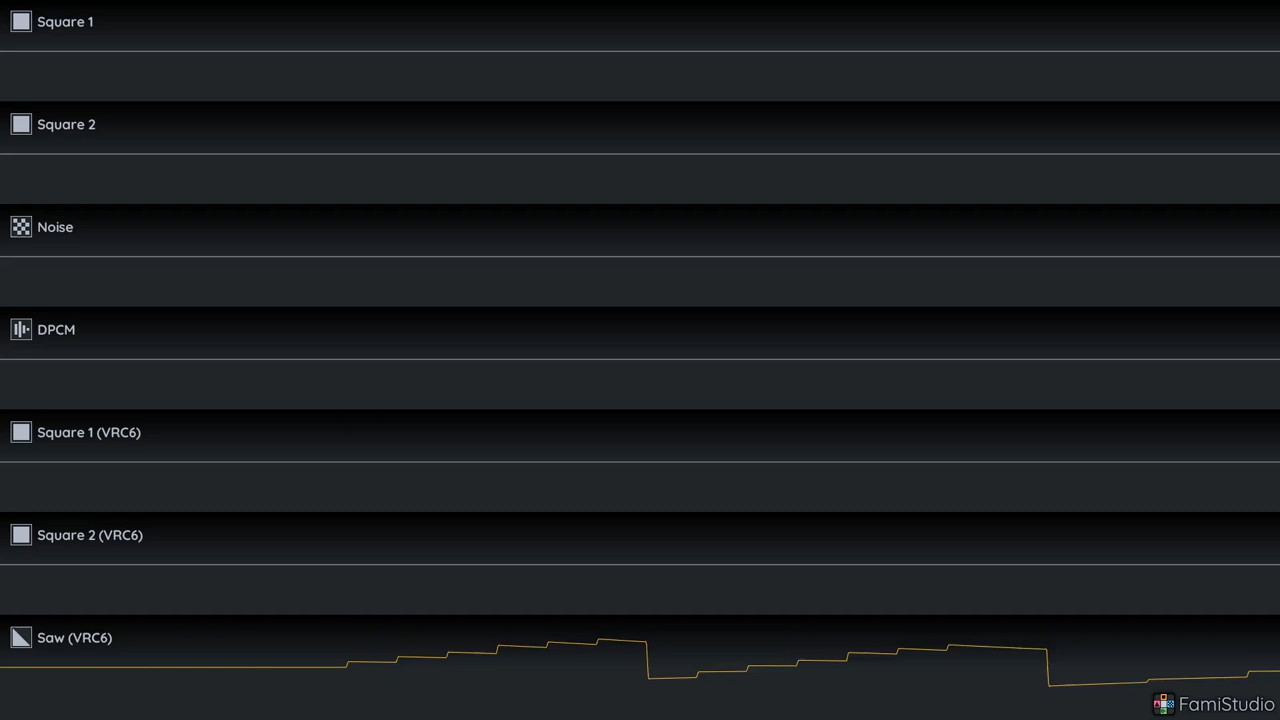 Square 1
Square 2
Noise
DPCM
Square 1 (VRC6)
Square 2 (VRC6)
Saw (VRC6)
FamiStudio